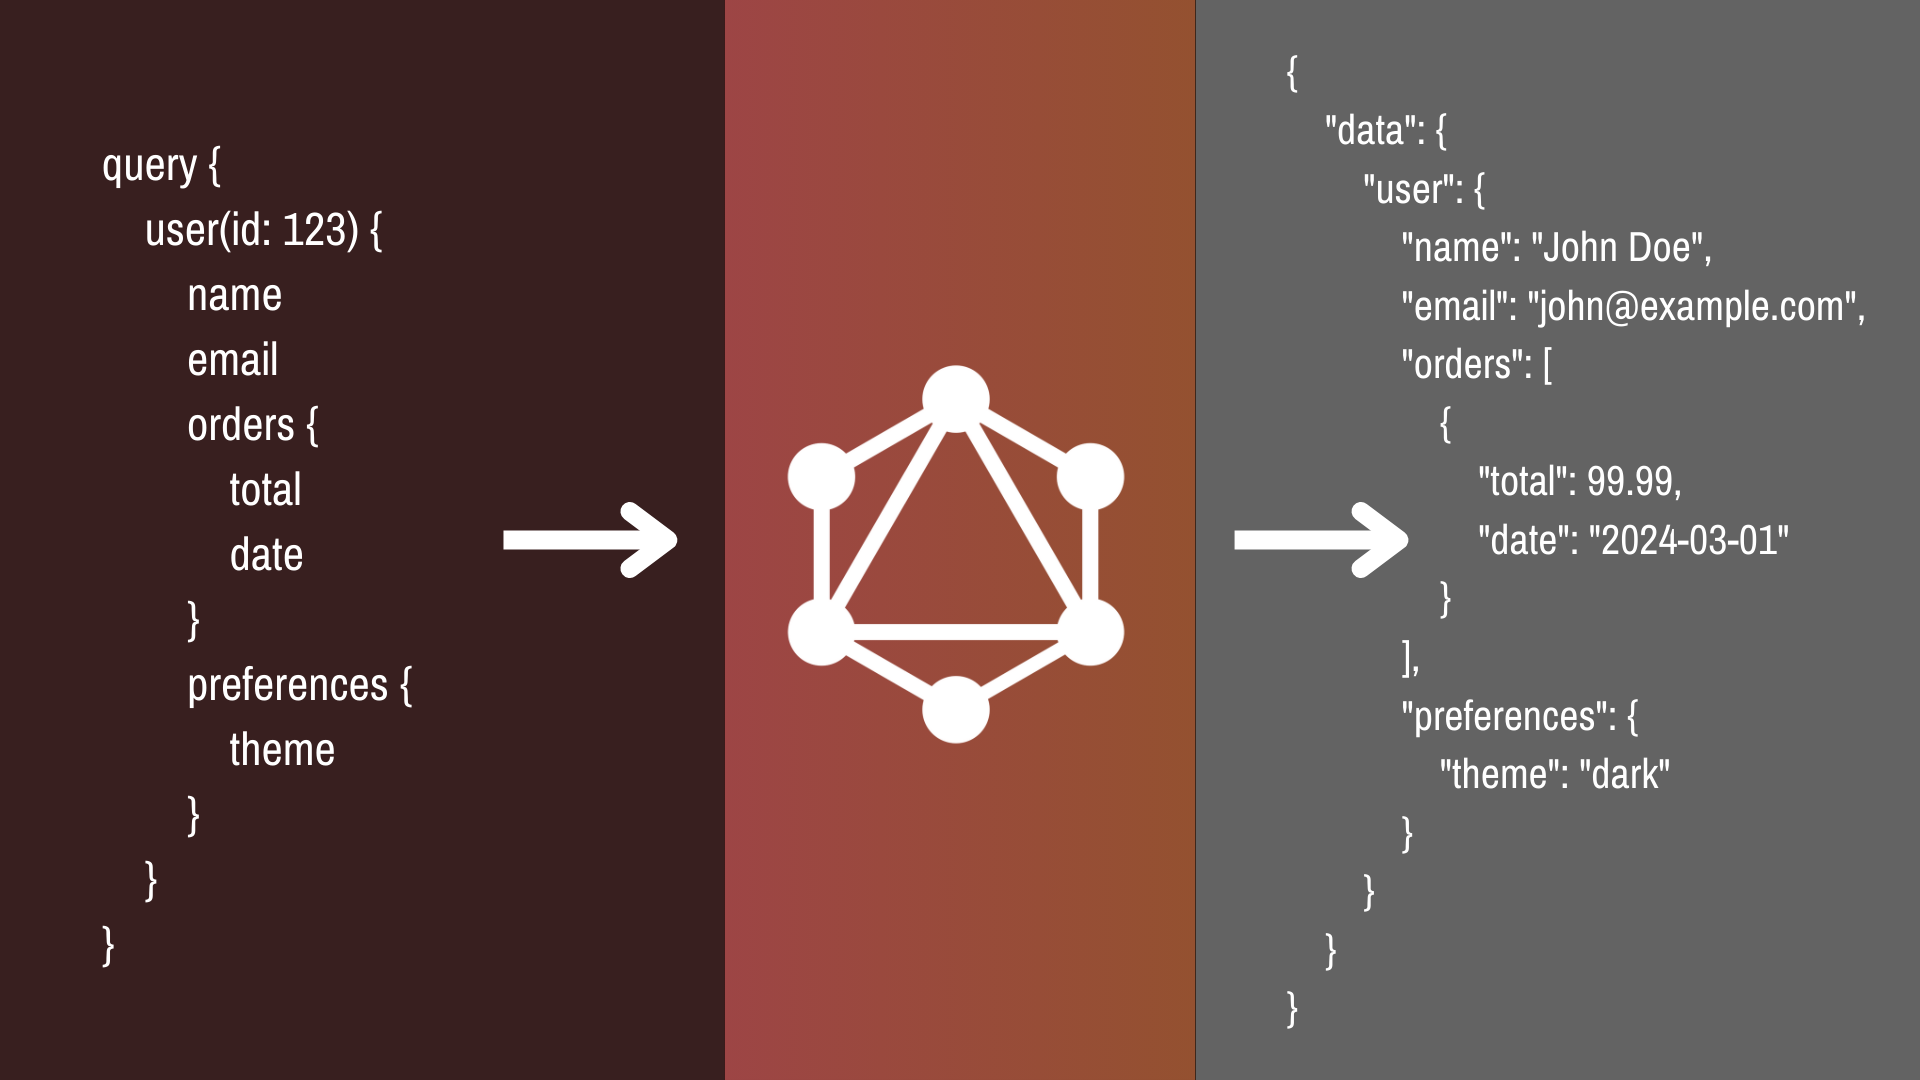 query {
user(id: 123) {
name
email
orders {
total
date
}
preferences {
theme
}
}
}
{
"data": {
"user": {
"name": "John Doe",
"email": "john@example.com",
"orders": [
{
"total": 99.99,
"date": "2024-03-01"
}
],
"preferences": {
"theme": "dark"
}
}
}
}